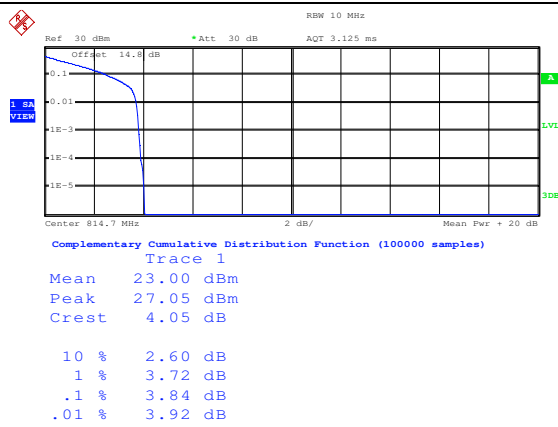 RBW 10 MHz
Ref 30 dBm * Att 30 dB AQT 3.125 ms
Offset 14.8 dB
0.1
A
1 SA
VIEW
0.01
1E-3
LVL
1E-4
1E-5
3DB
Center 814.7 MHz 2 dB/ Mean Pwr + 20 dB
Complementary Cumulative Distribution Function (100000 samples)
Trace 1
Mean 23.00 dBm
Peak 27.05 dBm
Crest 4.05 dB
10 % 2.60 dB
1 % 3.72 dB
.1 % 3.84 dB
.01 % 3.92 dB